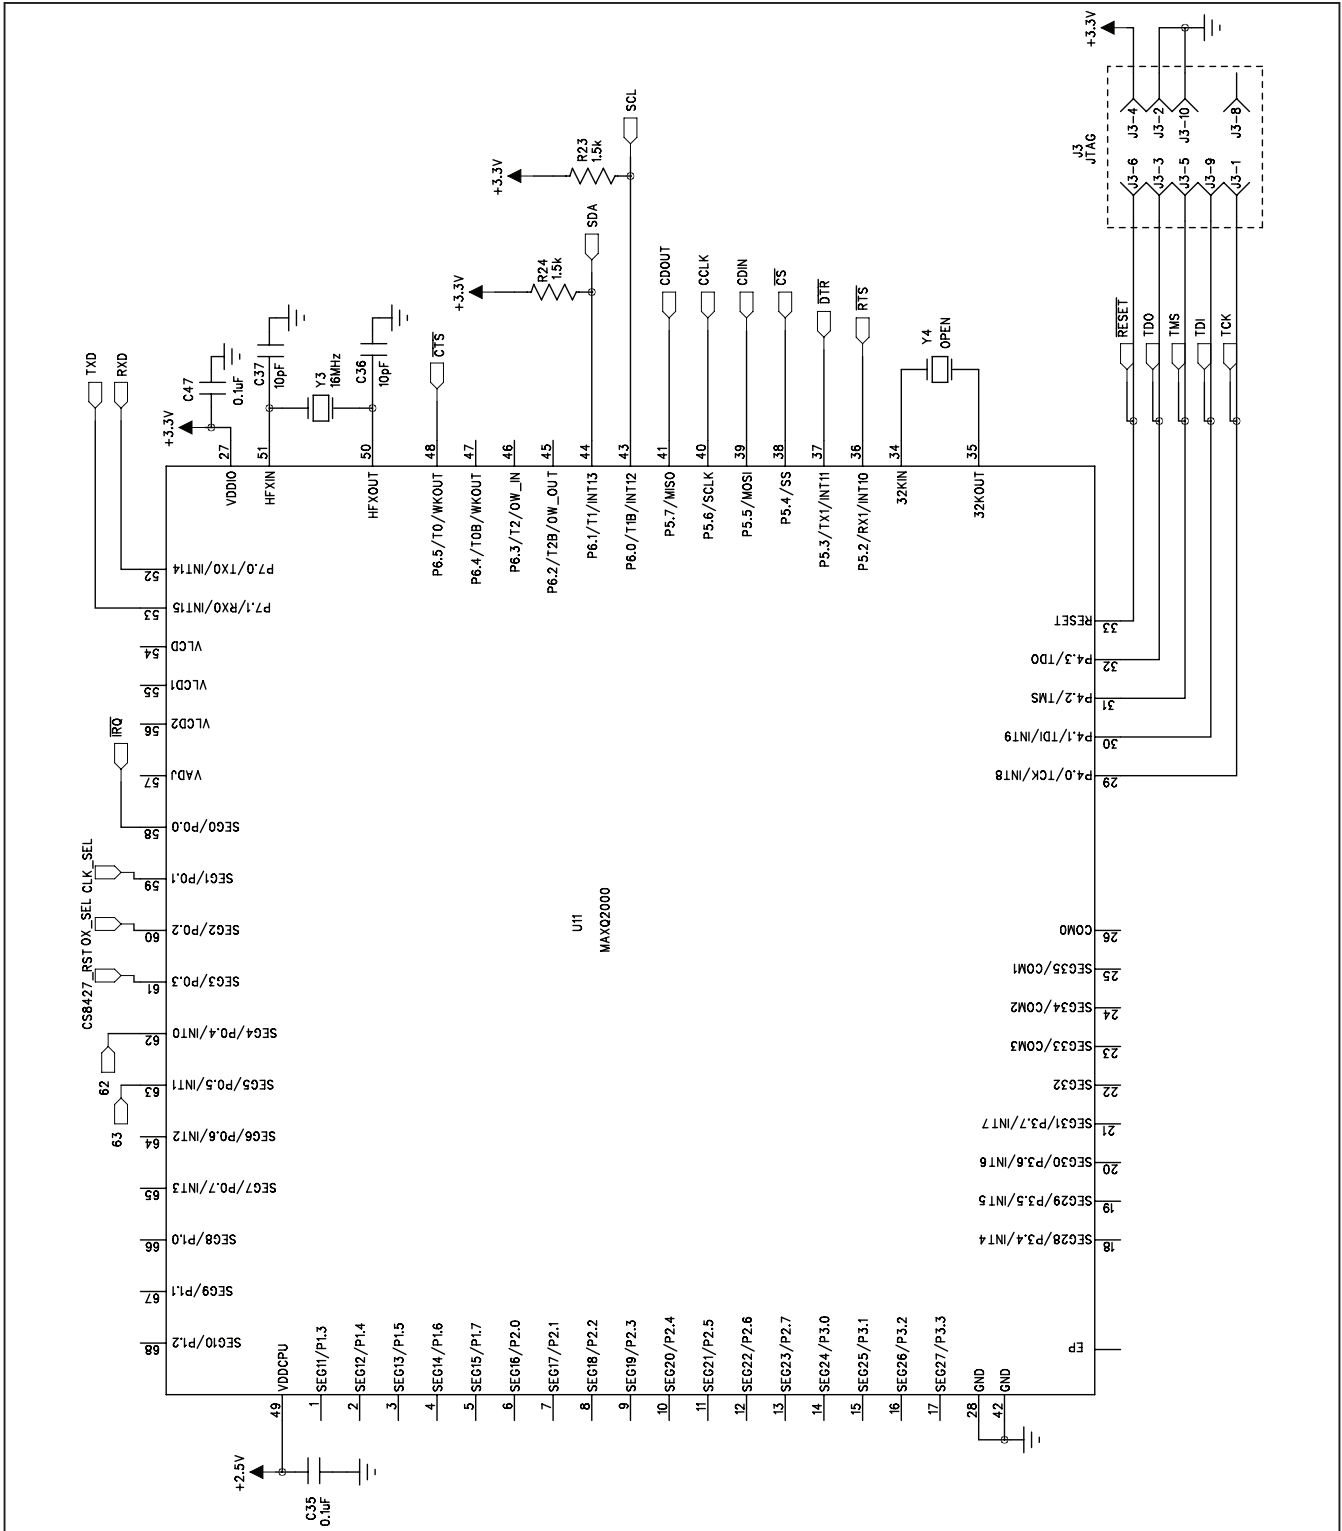 +3.3V
J3
JTAG
J3-4
J3-2
J3-10
J3-8
J3-6
J3-3
J3-5
J3-9
J3-1
RESET
TDO
TMS
TDI
TCK
SCL
R23
1.5k
+3.3V
SDA
R24
1.5k
+3.3V
CDOUT
CCLK
CDIN
CS
DTR
RTS
Y4
OPEN
CTS
C37
10pF
Y3
16MHz
C36
10pF
C47
0.1uF
+3.3V
TXD
RXD
27
51
50
48
47
46
45
44
43
41
40
39
38
37
36
34
35
VDDIO
HFXIN
HFXOUT
P6.5/T0/WKOUT
P6.4/T0B/WKOUT
P6.3/T2/OW_IN
P6.2/T2B/OW_OUT
P6.1/T1/INT13
P6.0/T1B/INT12
P5.7/MISO
P5.6/SCLK
P5.5/MOSI
P5.4/SS
P5.3/TX1/INT11
P5.2/RX1/INT10
32KIN
32KOUT
52 P7.0/TX0/INT14
53 P7.1/RX0/INT15
54 VLCD
55 VLCD1
56 VLCD2
57 VADJ
IRQ
58 SEG0/P0.0
CLK_SEL
59 SEG1/P0.1
OX_SEL
60 SEG2/P0.2
CS8427_RST
61 SEG3/P0.3
62
62 SEG4/P0.4/INT0
63
63 SEG5/P0.5/INT1
64 SEG6/P0.6/INT2
65 SEG7/P0.7/INT3
66 SEG8/P1.0
67 SEG9/P1.1
68 SEG10/P1.2
U11
MAXQ2000
RESET 33
P4.3/TDO 32
P4.2/TMS 31
P4.1/TDI/INT9 30
P4.0/TCK/INT8 29
COM0 26
SEG35/COM1 25
SEG34/COM2 24
SEG33/COM3 23
SEG32 22
SEG31/P3.7/INT7 21
SEG30/P3.6/INT6 20
SEG29/P3.5/INT5 19
SEG28/P3.4/INT4 18
EP
VDDCPU
SEG11/P1.3
SEG12/P1.4
SEG13/P1.5
SEG14/P1.6
SEG15/P1.7
SEG16/P2.0
SEG17/P2.1
SEG18/P2.2
SEG19/P2.3
SEG20/P2.4
SEG21/P2.5
SEG22/P2.6
SEG23/P2.7
SEG24/P3.0
SEG25/P3.1
SEG26/P3.2
SEG27/P3.3
GND
GND
49
1
2
3
4
5
6
7
8
9
10
11
12
13
14
15
16
17
28
42
+2.5V
C35
0.1uF